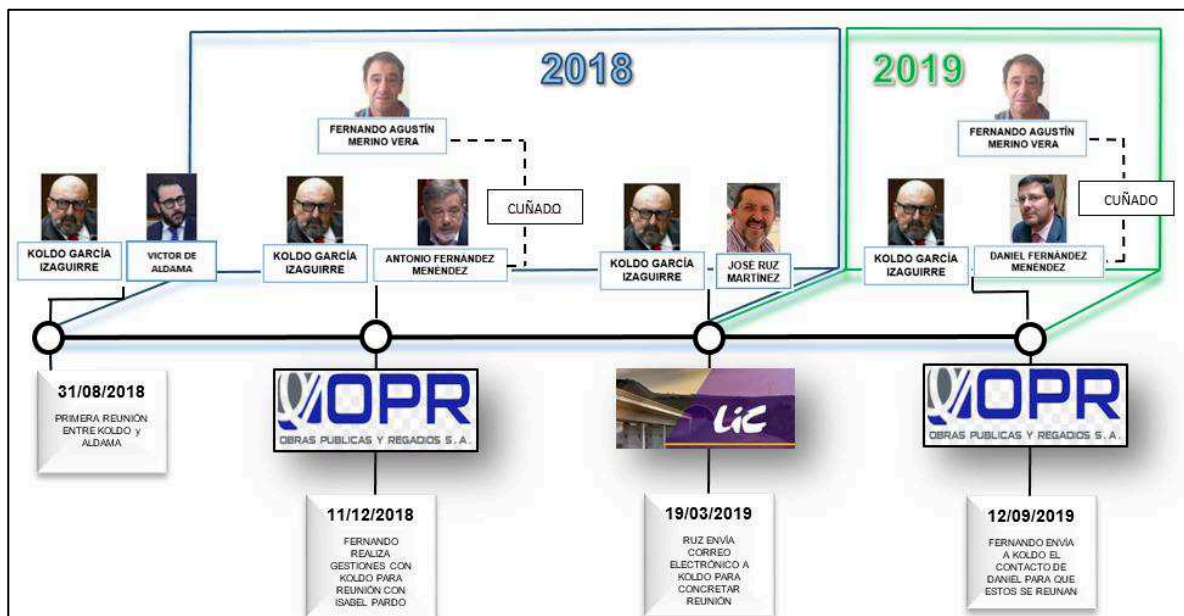 2018
2019
FERNANDO AGUSTÍN
MERINO VERA
FERNANDO AGUSTÍN
MERINO VERA
CUÑADO
CUÑADO
KOLDO GARCÍA
IZAGUIRRE
VICTOR DE
ALDAMA
KOLDO GARCÍA
IZAGUIRRE
ANTONIO FERNÁNDEZ
MENÉNDEZ
KOLDO GARCÍA
IZAGUIRRE
JOSE RUZ
MARTÍNEZ
KOLDO GARCÍA
IZAGUIRRE
DANIEL FERNÁNDEZ
MENÉNDEZ
31/08/2018
PRIMERA REUNIÓN
ENTRE KOLDO y
ALDAMA
OPR
OBRAS PUBLICAS Y REGADIOS S.A.
11/12/2018
FERNANDO
REALIZA
GESTIONES CON
KOLDO PARA
REUNIÓN CON
ISABEL PARDO
LiC
19/03/2019
RUZ ENVÍA
CORREO
ELECTRÓNICO A
KOLDO PARA
CONCRETAR
REUNIÓN
OPR
OBRAS PUBLICAS Y REGADIOS S.A.
12/09/2019
FERNANDO ENVÍA
A KOLDO EL
CONTACTO DE
DANIEL PARA QUE
ESTOS SE REUNAN